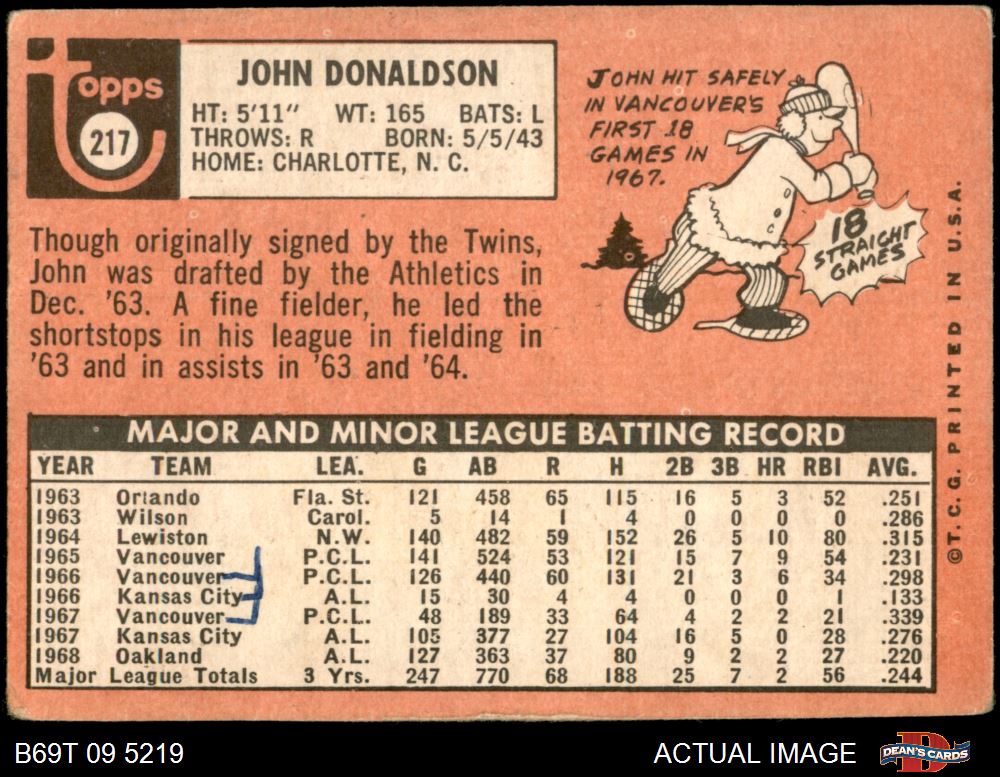 Topps
217
JOHN DONALDSON
HT: 5'11" WT: 165 BATS: L
THROWS: R BORN: 5/5/43
HOME: CHARLOTTE, N. C.
JOHN HIT SAFELY
IN VANCOUVER'S
FIRST 18
GAMES IN
1967.
18
STRAIGHT
GAMES
Though originally signed by the Twins,
John was drafted by the Athletics in
Dec. '63. A fine fielder, he led the
shortstops in his league in fielding in
'63 and in assists in '63 and '64.
MAJOR AND MINOR LEAGUE BATTING RECORD
YEAR TEAM LEA. G AB R H 2B 3B HR RBI AVG.
1963 Orlando Fla. St. 121 458 65 115 16 5 3 52 .251
1963 Wilson Carol. 5 14 1 4 0 0 0 0 .286
1964 Lewiston N.W. 140 482 59 152 26 5 10 80 .315
1965 Vancouver P.C.L. 141 524 53 121 15 7 9 54 .231
1966 Vancouver P.C.L. 126 440 60 131 21 3 6 34 .298
1966 Kansas City A.L. 15 30 4 4 0 0 0 1 .133
1967 Vancouver P.C.L. 48 189 33 64 4 2 2 21 .339
1967 Kansas City A.L. 105 377 27 104 16 5 0 28 .276
1968 Oakland A.L. 127 363 37 80 9 2 2 27 .220
Major League Totals 3 Yrs. 247 770 68 188 25 7 2 56 .244
©T. C. G. PRINTED IN U.S.A.
B69T 09 5219
ACTUAL IMAGE
DEAN'S CARDS